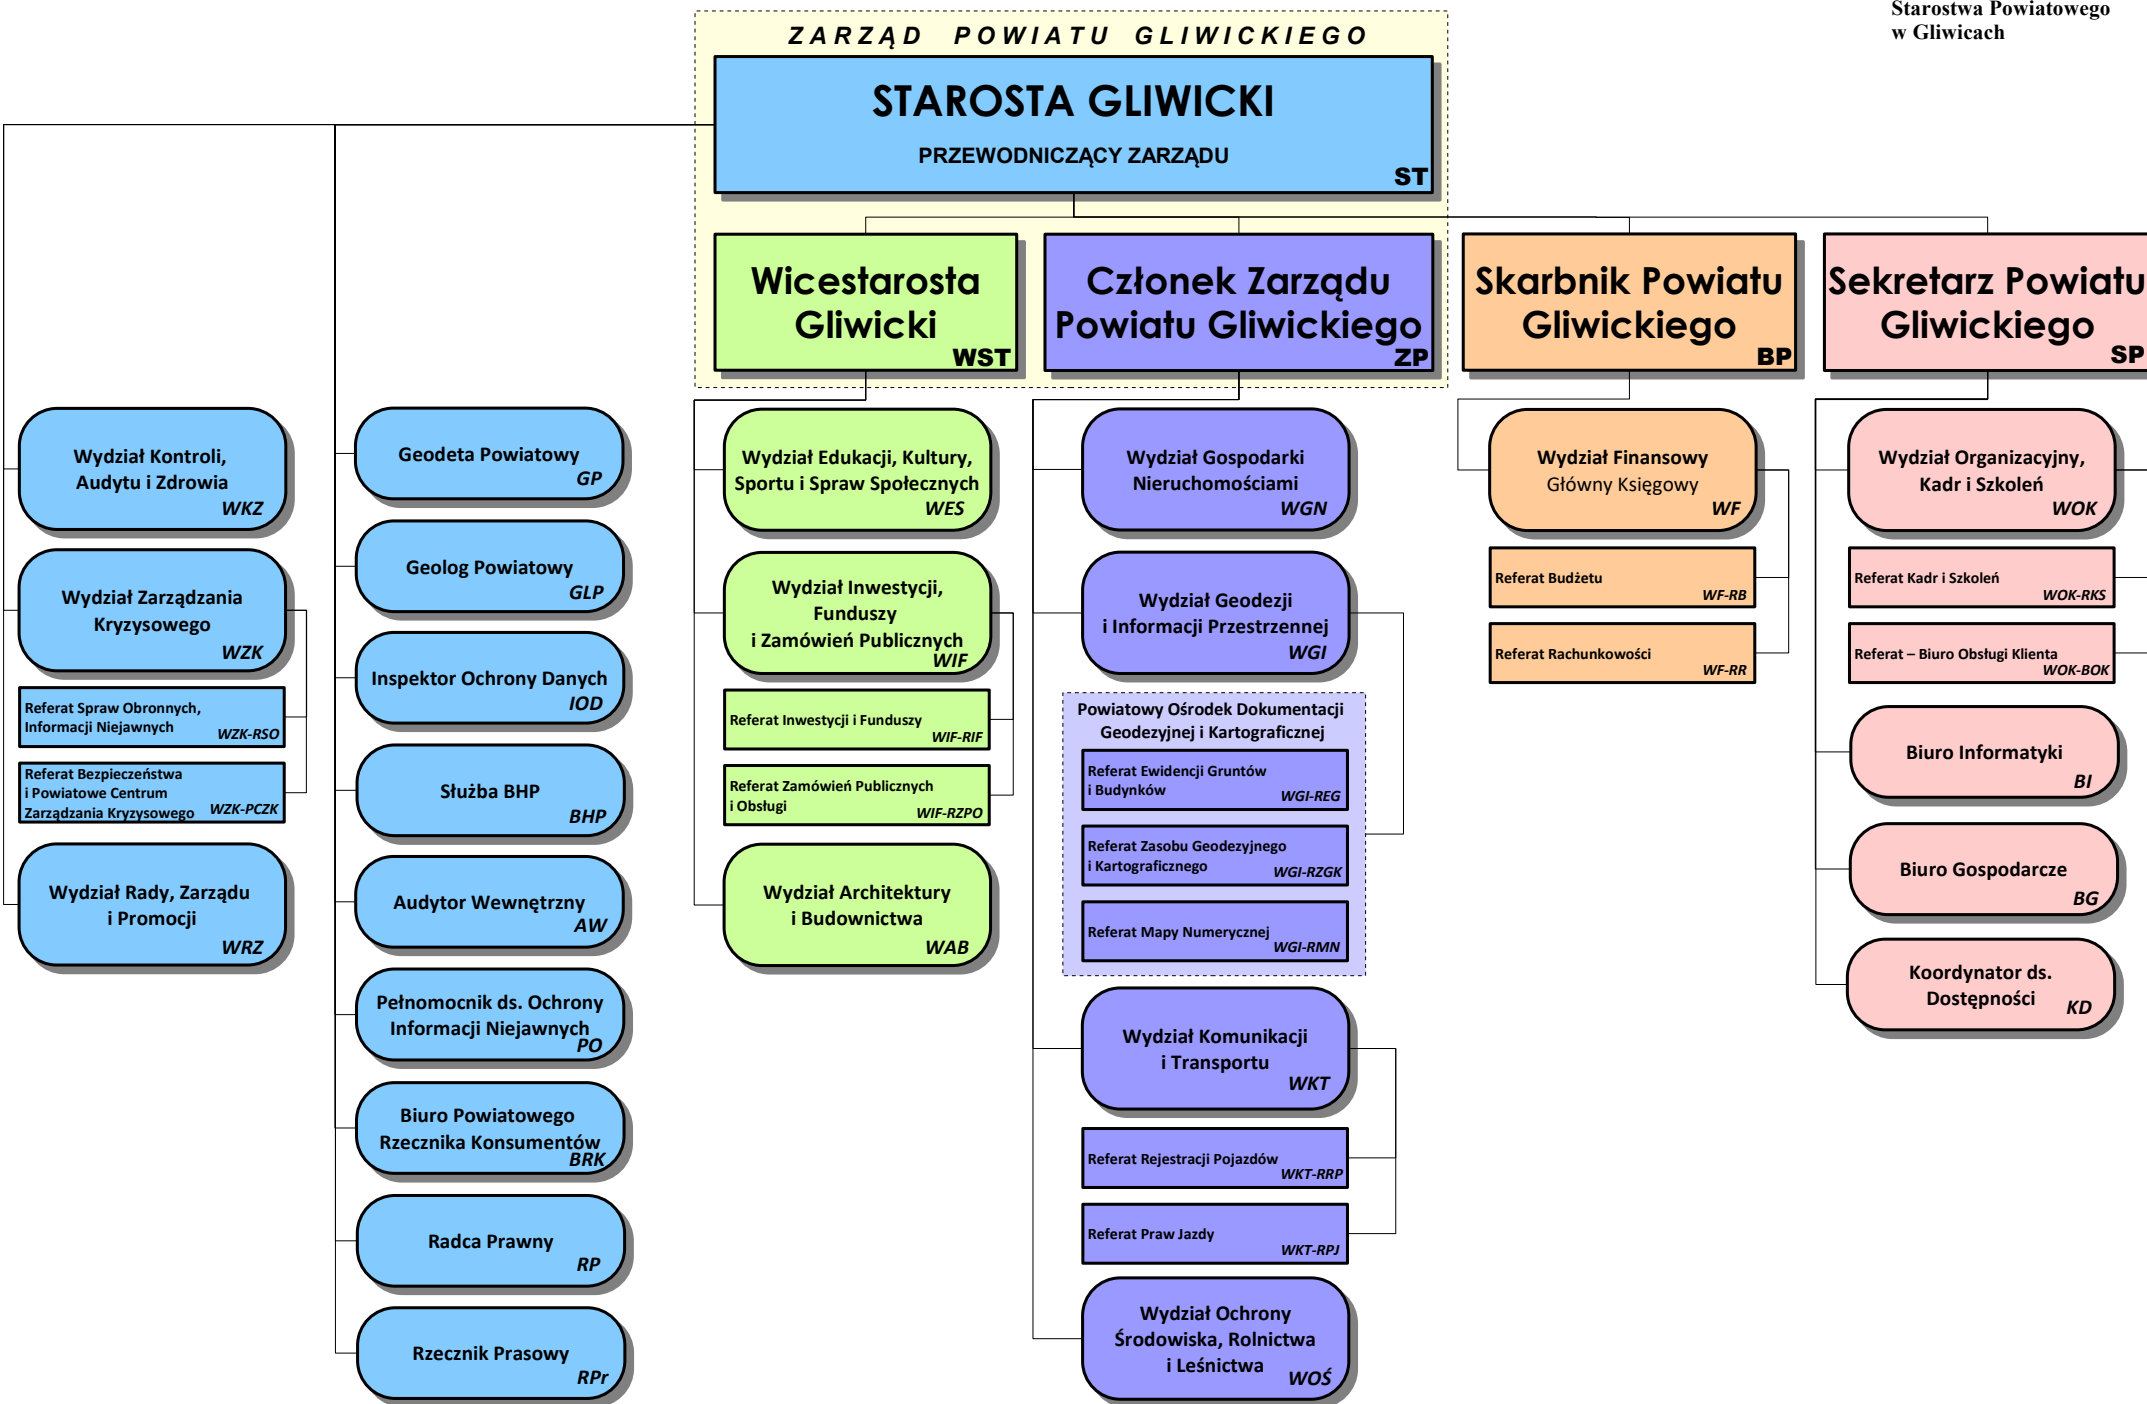 Starostwa Powiatowego
w Gliwicach
ZARZĄD POWIATU GLIWICKIEGO
STAROSTA GLIWICKI
PRZEWODNICZĄCY ZARZĄDU
ST
Wicestarosta
Gliwicki
WST
Członek Zarządu
Powiatu Gliwickiego
ZP
Skarbnik Powiatu
Gliwickiego
BP
Sekretarz Powiatu
Gliwickiego
SP
Wydział Kontroli,
Audytu i Zdrowia
WKZ
Wydział Zarządzania
Kryzysowego
WZK
Referat Spraw Obronnych,
Informacji Niejawnych
WZK-RSO
Referat Bezpieczeństwa
i Powiatowe Centrum
Zarządzania Kryzysowego
WZK-PCZK
Wydział Rady, Zarządu
i Promocji
WRZ
Geodeta Powiatowy
GP
Geolog Powiatowy
GLP
Inspektor Ochrony Danych
IOD
Służba BHP
BHP
Audytor Wewnętrzny
AW
Pełnomocnik ds. Ochrony
Informacji Niejawnych
PO
Biuro Powiatowego
Rzecznika Konsumentów
BRK
Radca Prawny
RP
Rzecznik Prasowy
RPr
Wydział Edukacji, Kultury,
Sportu i Spraw Społecznych
WES
Wydział Inwestycji,
Funduszy
i Zamówień Publicznych
WIF
Referat Inwestycji i Funduszy
WIF-RIF
Referat Zamówień Publicznych
i Obsługi
WIF-RZPO
Wydział Architektury
i Budownictwa
WAB
Wydział Gospodarki
Nieruchomościami
WGN
Wydział Geodezji
i Informacji Przestrzennej
WGI
Powiatowy Ośrodek Dokumentacji
Geodezyjnej i Kartograficznej
Referat Ewidencji Gruntów
i Budynków
WGI-REG
Referat Zasobu Geodezyjnego
i Kartograficznego
WGI-RZGK
Referat Mapy Numerycznej
WGI-RMN
Wydział Komunikacji
i Transportu
WKT
Referat Rejestracji Pojazdów
WKT-RRP
Referat Praw Jazdy
WKT-RPJ
Wydział Ochrony
Środowiska, Rolnictwa
i Leśnictwa
WOŚ
Wydział Finansowy
Główny Księgowy
WF
Referat Budżetu
WF-RB
Referat Rachunkowości
WF-RR
Wydział Organizacyjny,
Kadr i Szkoleń
WOK
Referat Kadr i Szkoleń
WOK-RKS
Referat – Biuro Obsługi Klienta
WOK-BOK
Biuro Informatyki
BI
Biuro Gospodarcze
BG
Koordynator ds.
Dostępności
KD